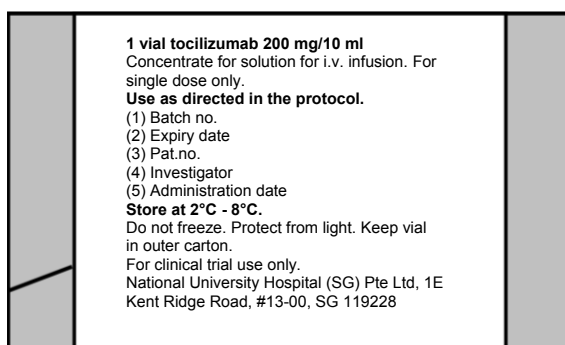 1 vial tocilizumab 200 mg/10 ml
Concentrate for solution for i.v. infusion. For
single dose only.
Use as directed in the protocol.
(1) Batch no.
(2) Expiry date
(3) Pat.no.
(4) Investigator
(5) Administration date
Store at 2°C - 8°C.
Do not freeze. Protect from light. Keep vial
in outer carton.
For clinical trial use only.
National University Hospital (SG) Pte Ltd, 1E
Kent Ridge Road, #13-00, SG 119228